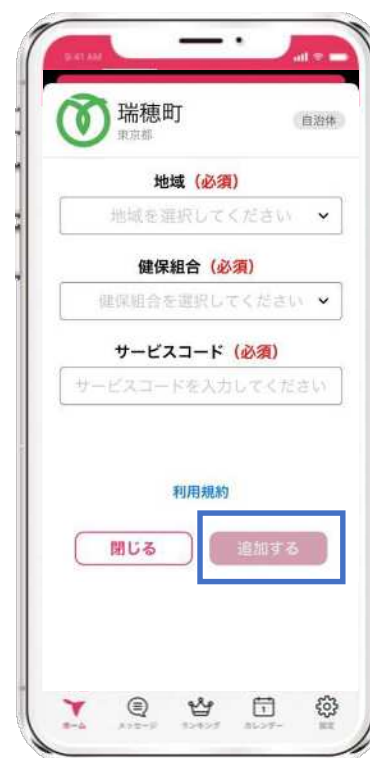 9:41 AM
瑞穂町
東京都
自治体
地域（必須）
地域を選択してください
健保組合（必須）
健保組合を選択してください
サービスコード（必須）
サービスコードを入力してください
利用規約
閉じる
追加する
1
ホーム メッセージ ランキング カレンダー 設定